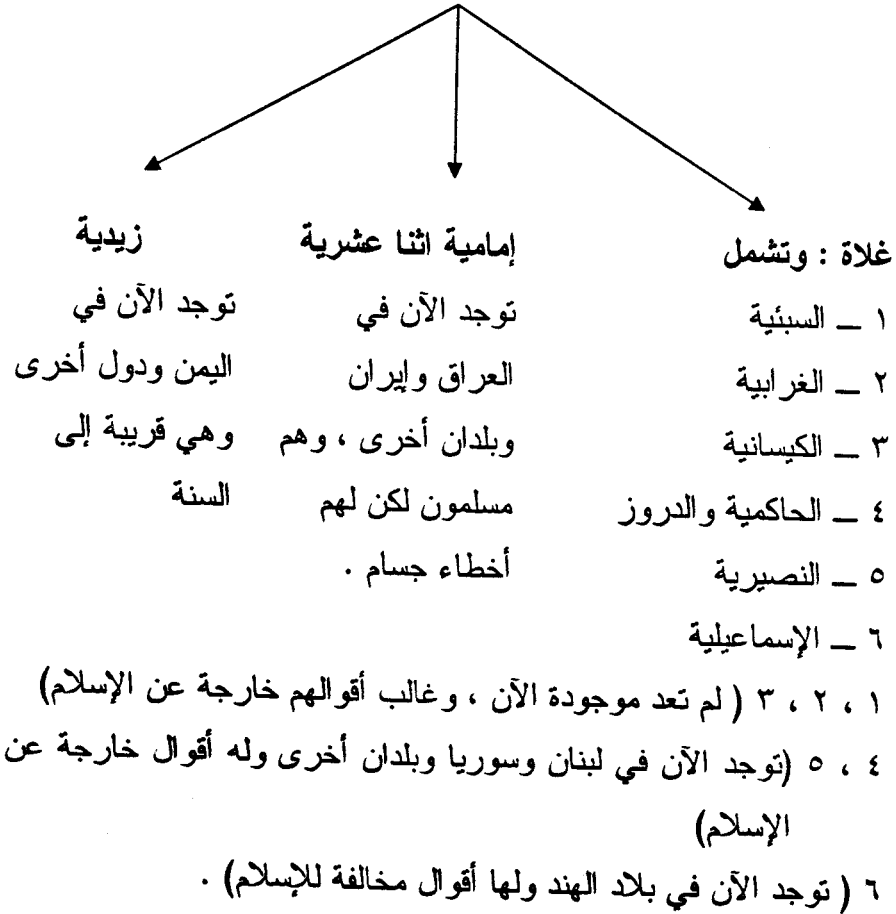 غلاة : وتشمل
١ ــ السبئية
٢ ــ الغرابية
٣ ــ الكيسانية
٤ ــ الحاكمية والدروز
٥ ــ النصيرية
٦ ــ الإسماعيلية
إمامية اثنا عشرية
توجد الآن في
العراق وإيران
وبلدان أخرى ، وهم
مسلمون لكن لهم
أخطاء جسام .
زيدية
توجد الآن في
اليمن ودول أخرى
وهي قريبة إلى
السنة
١ ، ٢ ، ٣ ( لم تعد موجودة الآن ، وغالب أقوالهم خارجة عن الإسلام)
٤ ، ٥ (توجد الآن في لبنان وسوريا وبلدان أخرى وله أقوال خارجة عن
الإسلام)
٦ ( توجد الآن في بلاد الهند ولها أقوال مخالفة للإسلام) .